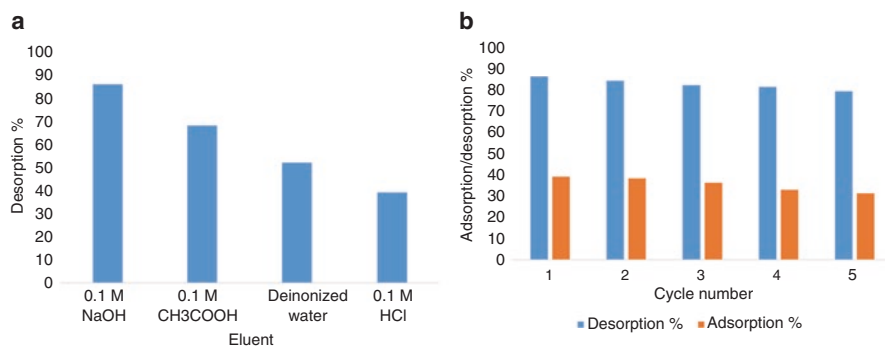 a
100
90
80
70
60
50
40
30
20
10
0
Desorption %
0.1 M
NaOH
0.1 M
CH3COOH
Deinonized
water
0.1 M
HCl
Eluent
b
100
90
80
70
60
50
40
30
20
10
0
Adsorption/desorption %
1 2 3 4 5
Cycle number
Desorption % Adsorption %